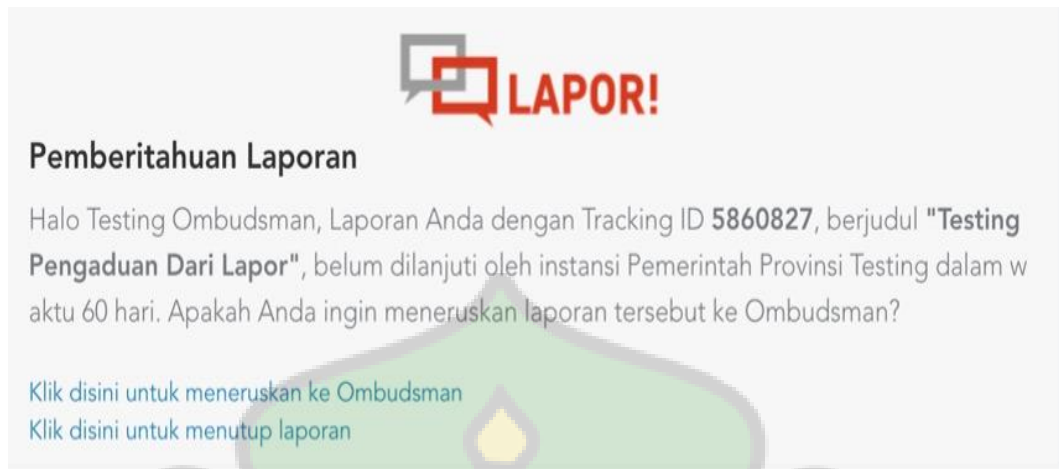 LAPOR!
Pemberitahuan Laporan
Halo Testing Ombudsman, Laporan Anda dengan Tracking ID 5860827, berjudul "Testing
Pengaduan Dari Lapor", belum dilanjuti oleh instansi Pemerintah Provinsi Testing dalam w
aktu 60 hari. Apakah Anda ingin meneruskan laporan tersebut ke Ombudsman?
Klik disini untuk meneruskan ke Ombudsman
Klik disini untuk menutup laporan